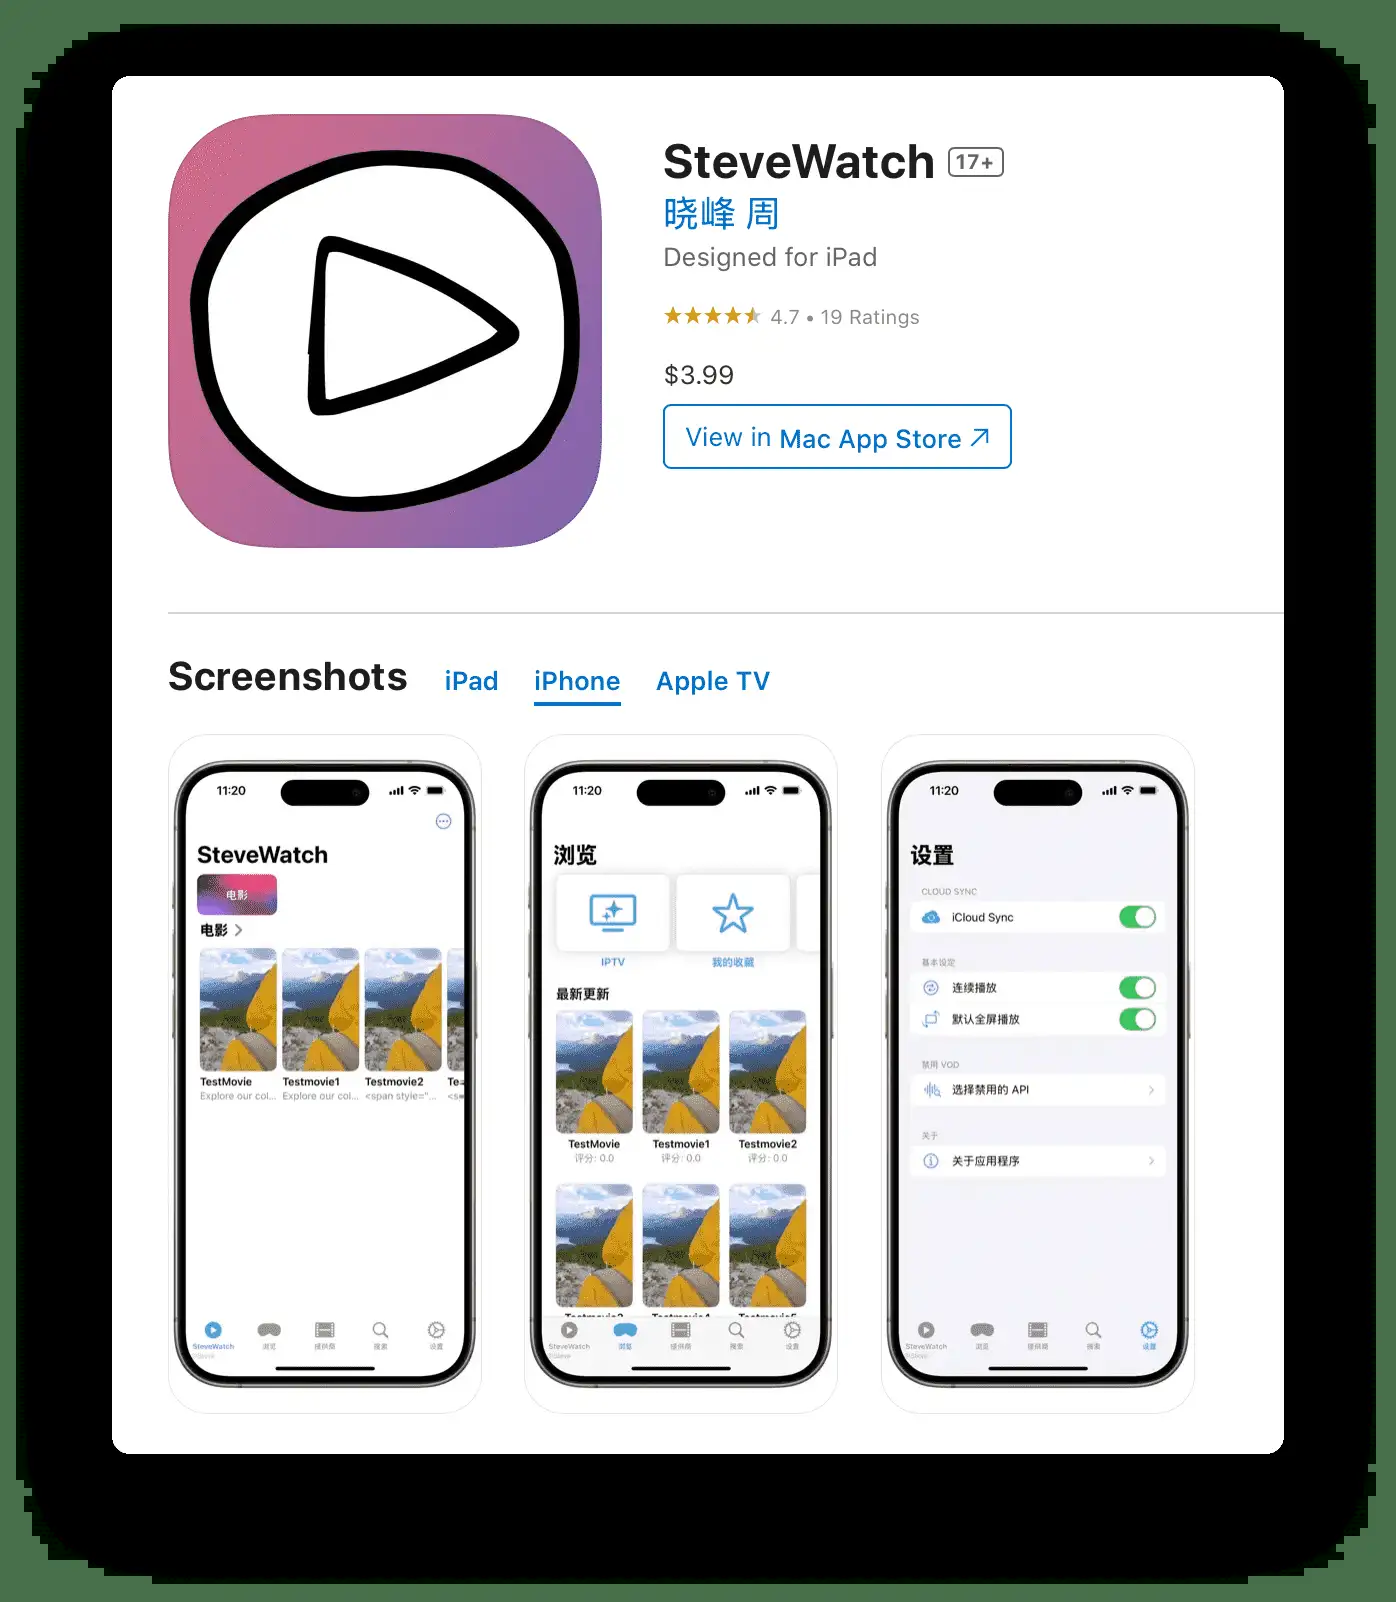 SteveWatch 17+
晓峰 周
Designed for iPad
4.7 • 19 Ratings
$3.99
View in Mac App Store
Screenshots iPad iPhone Apple TV
11:20
SteveWatch
电影
电影
TestMovie Testmovie1 Testmovie2
Explore our col... Explore our col... <span style="...
SteveWatch 浏览 提供商 搜索 设置
11:20
浏览
IPTV 我的收藏
最新更新
TestMovie Testmovie1 Testmovie2
评分: 0.0 评分: 0.0 评分: 0.0
SteveWatch 浏览 提供商 搜索 设置
11:20
设置
CLOUD SYNC
iCloud Sync
基本设定
连续播放
默认全屏播放
禁用 VOD
选择禁用的 API
关于
关于应用程序
SteveWatch 浏览 提供商 搜索 设置